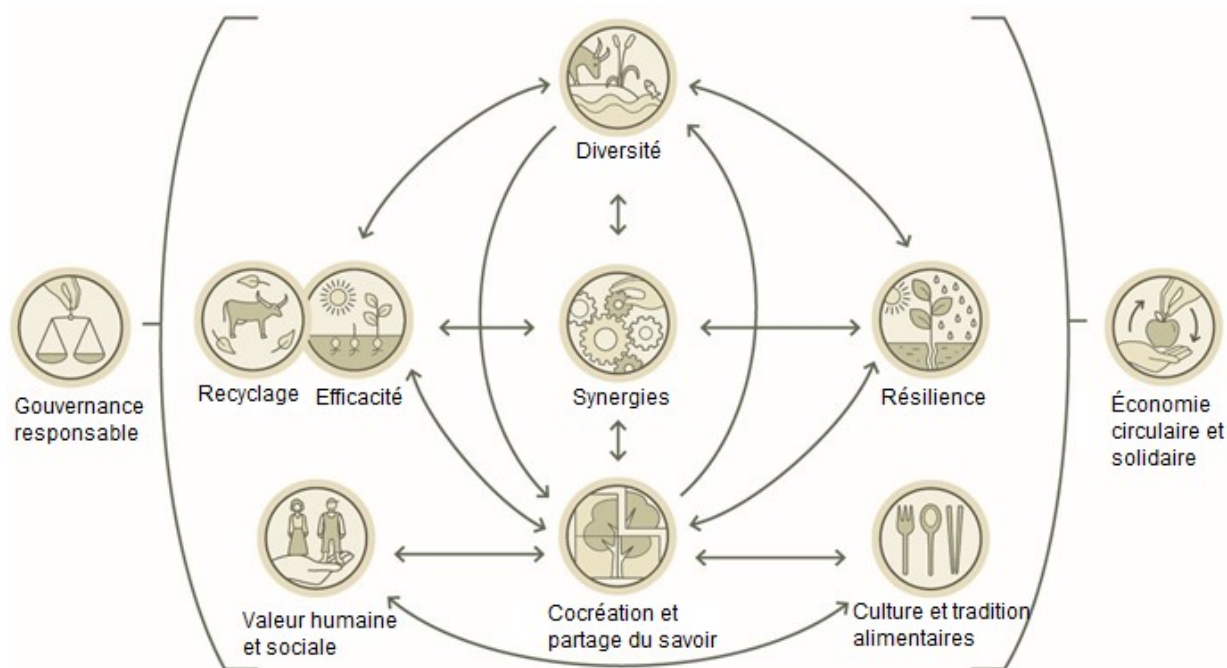 Diversité
Recyclage
Efficacité
Synergies
Résilience
Gouvernance
responsable
Économie
circulaire et
solidaire
Valeur humaine
et sociale
Cocréation et
partage du savoir
Culture et tradition
alimentaires